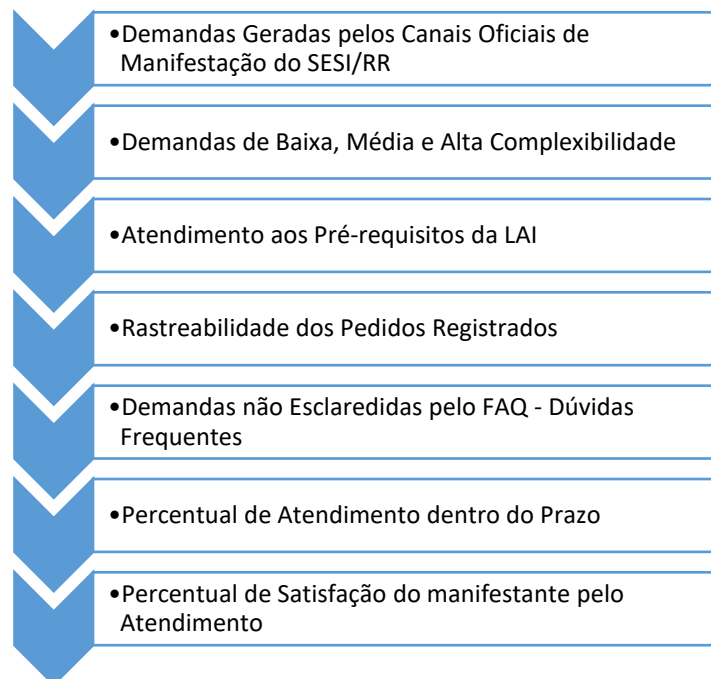 •Demandas Geradas pelos Canais Oficiais de
Manifestação do SESI/RR
•Demandas de Baixa, Média e Alta Complexibilidade
•Atendimento aos Pré-requisitos da LAI
•Rastreabilidade dos Pedidos Registrados
•Demandas não Esclaredidas pelo FAQ - Dúvidas
Frequentes
•Percentual de Atendimento dentro do Prazo
•Percentual de Satisfação do manifestante pelo
Atendimento